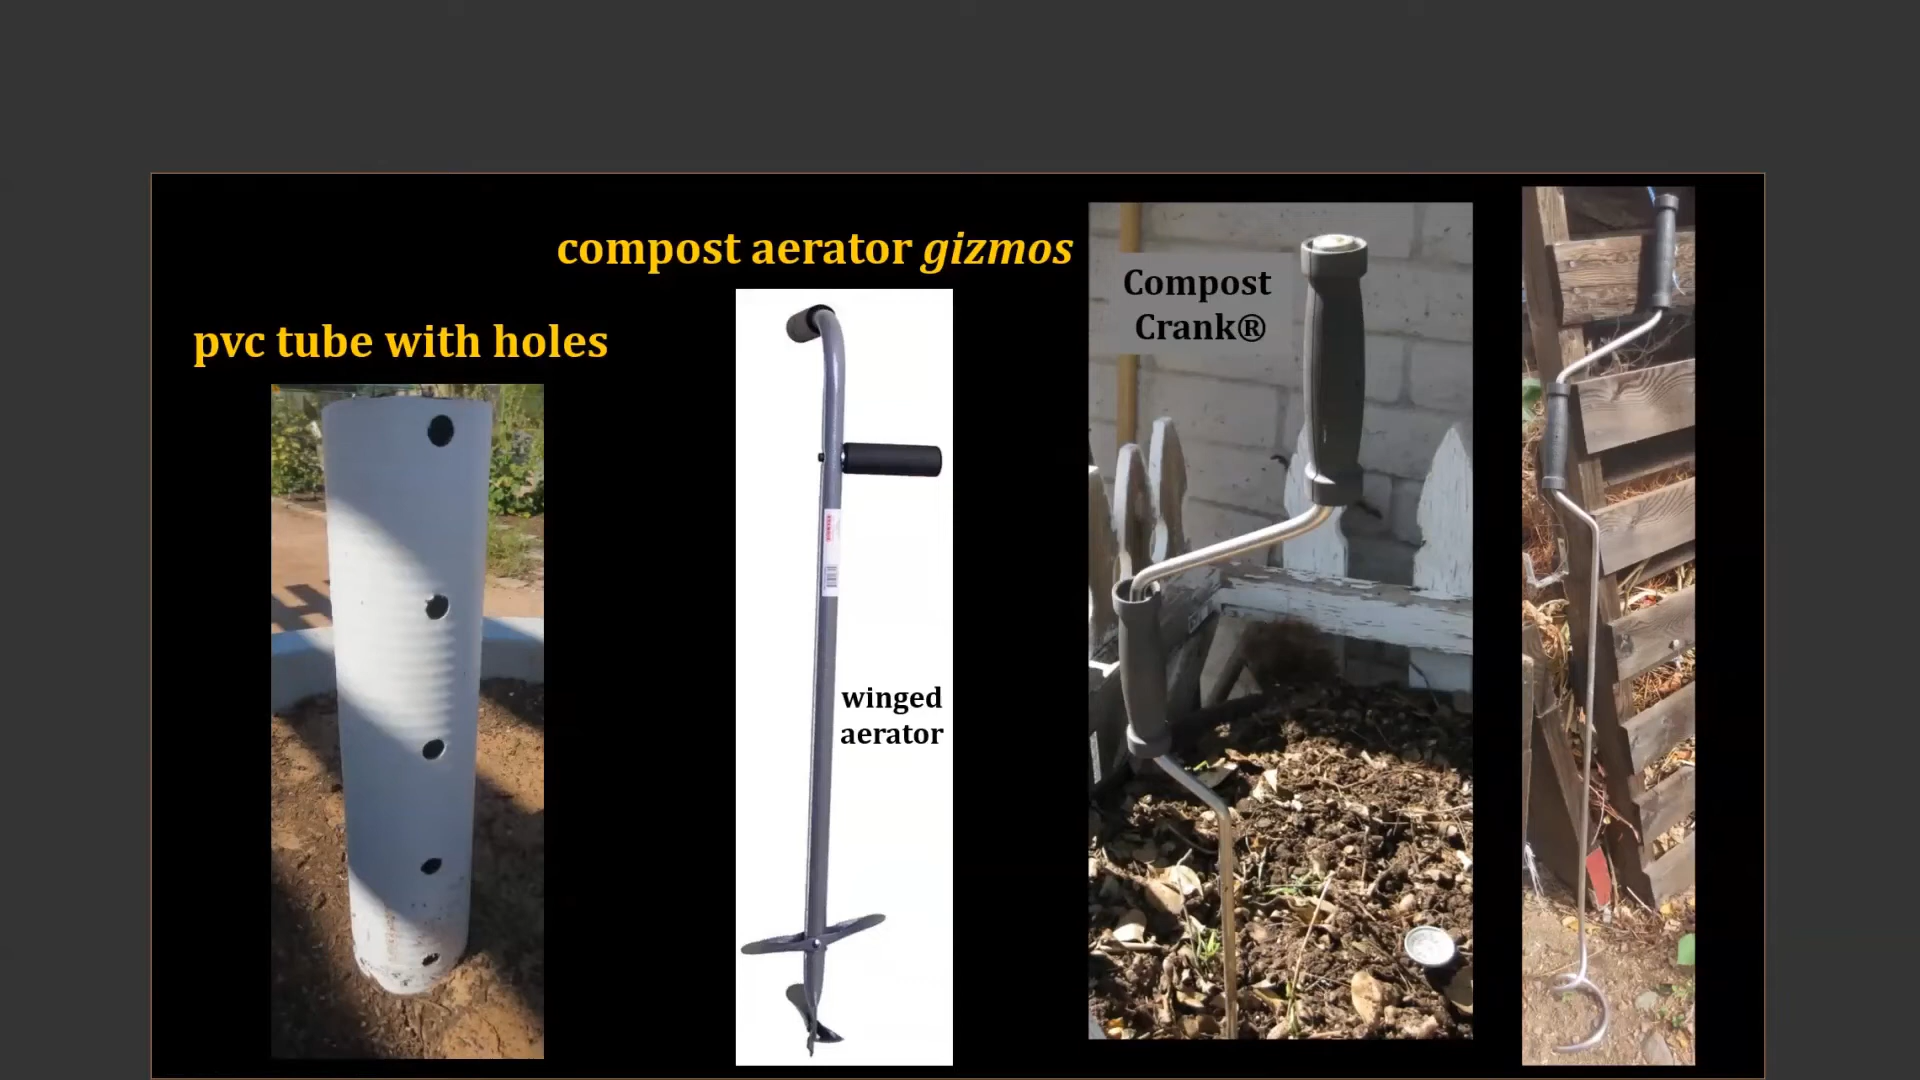 compost aerator gizmos
pvc tube with holes
winged
aerator
Compost
Crank®